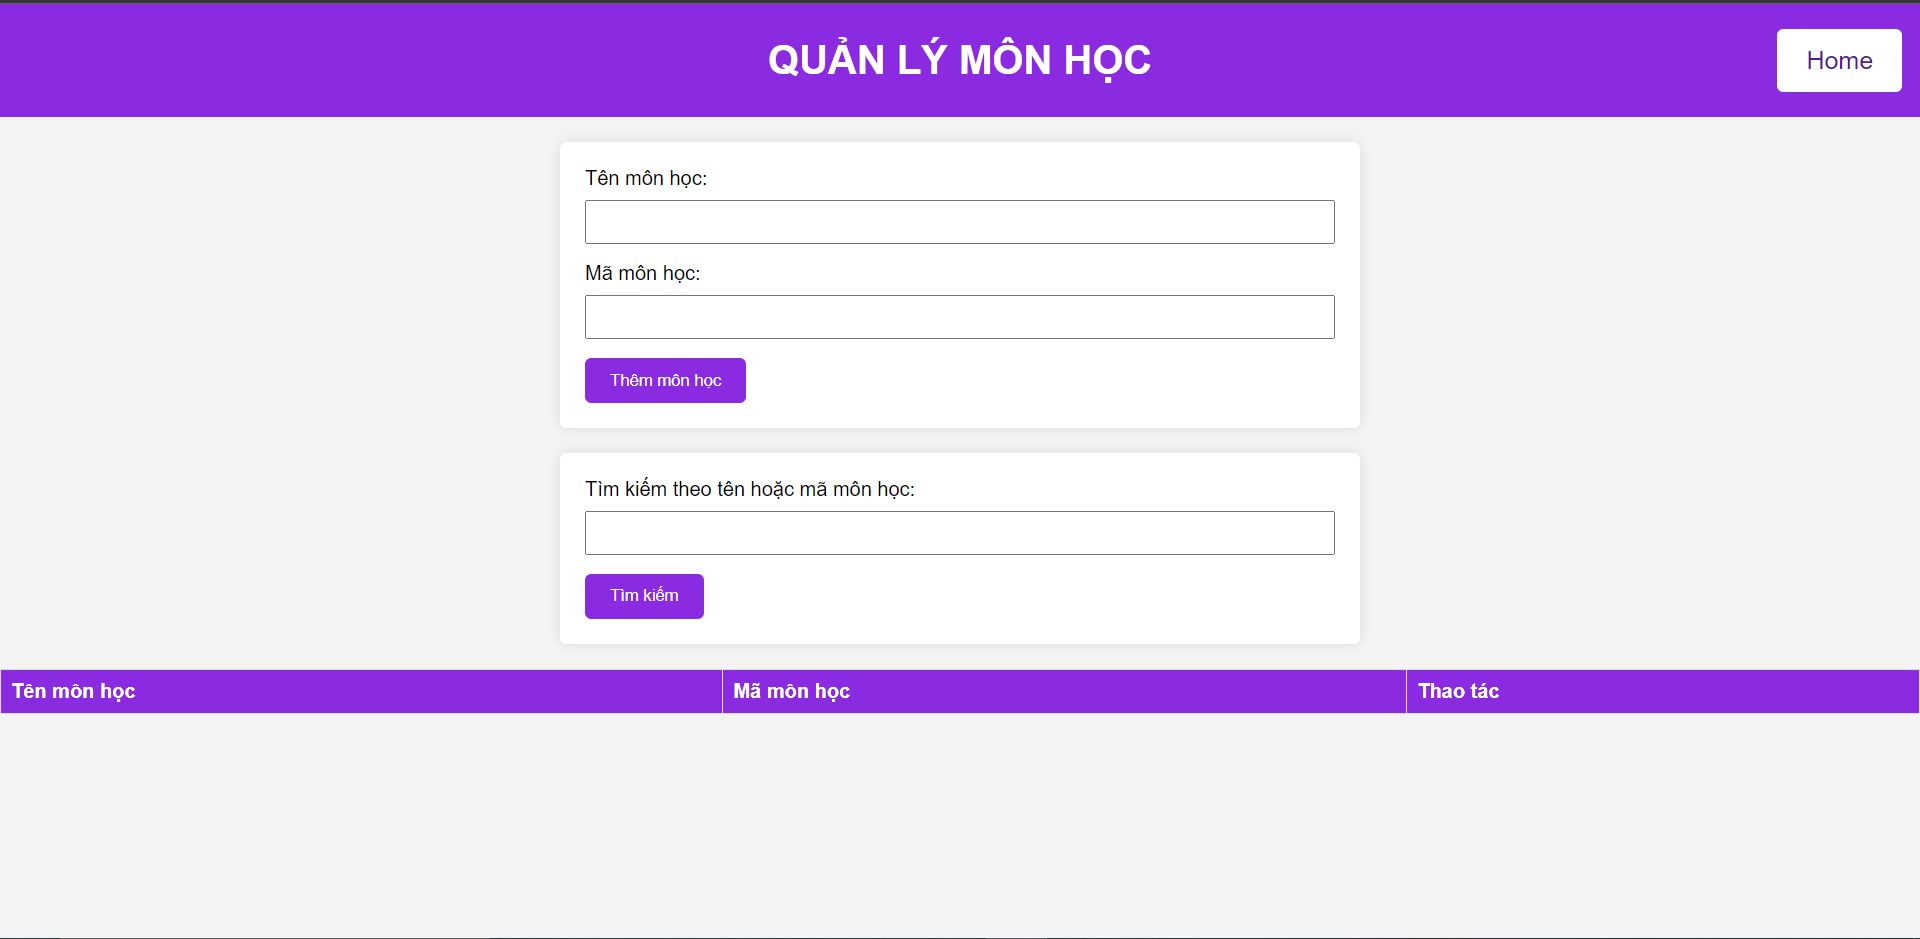 QUẢN LÝ MÔN HỌC
Home
Tên môn học:
Mã môn học:
Thêm môn học
Tìm kiếm theo tên hoặc mã môn học:
Tìm kiếm
Tên môn học Mã môn học Thao tác